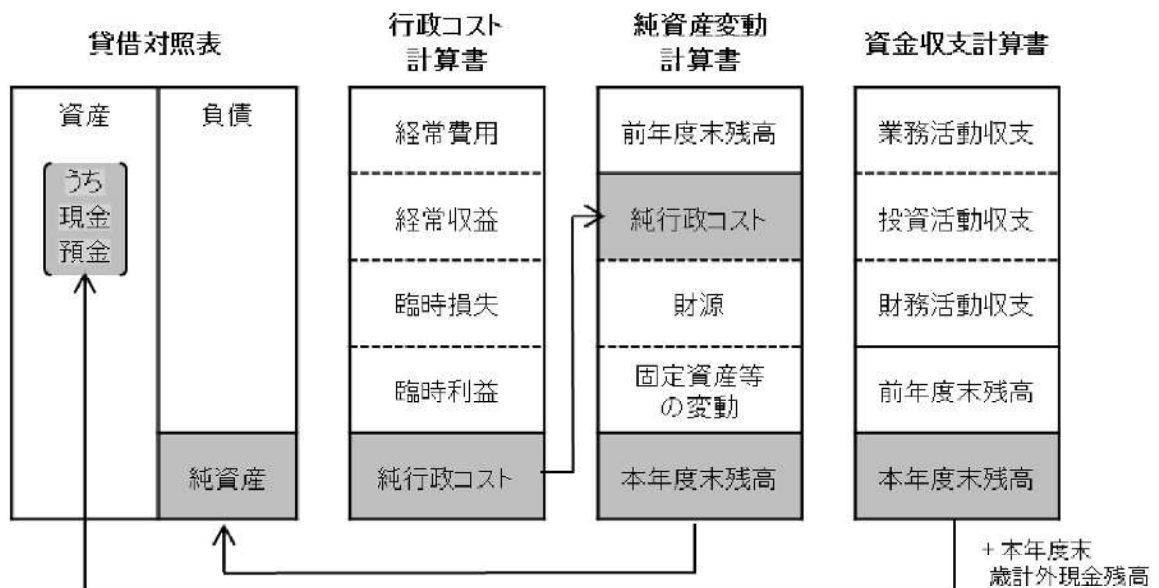 貸借対照表
資産
うち
現金
預金
負債
純資産
行政コスト
計算書
経常費用
経常収益
臨時損失
臨時利益
純行政コスト
純資産変動
計算書
前年度末残高
純行政コスト
財源
固定資産等
の変動
本年度末残高
資金収支計算書
業務活動収支
投資活動収支
財務活動収支
前年度末残高
本年度末残高
+本年度末
歳計外現金残高